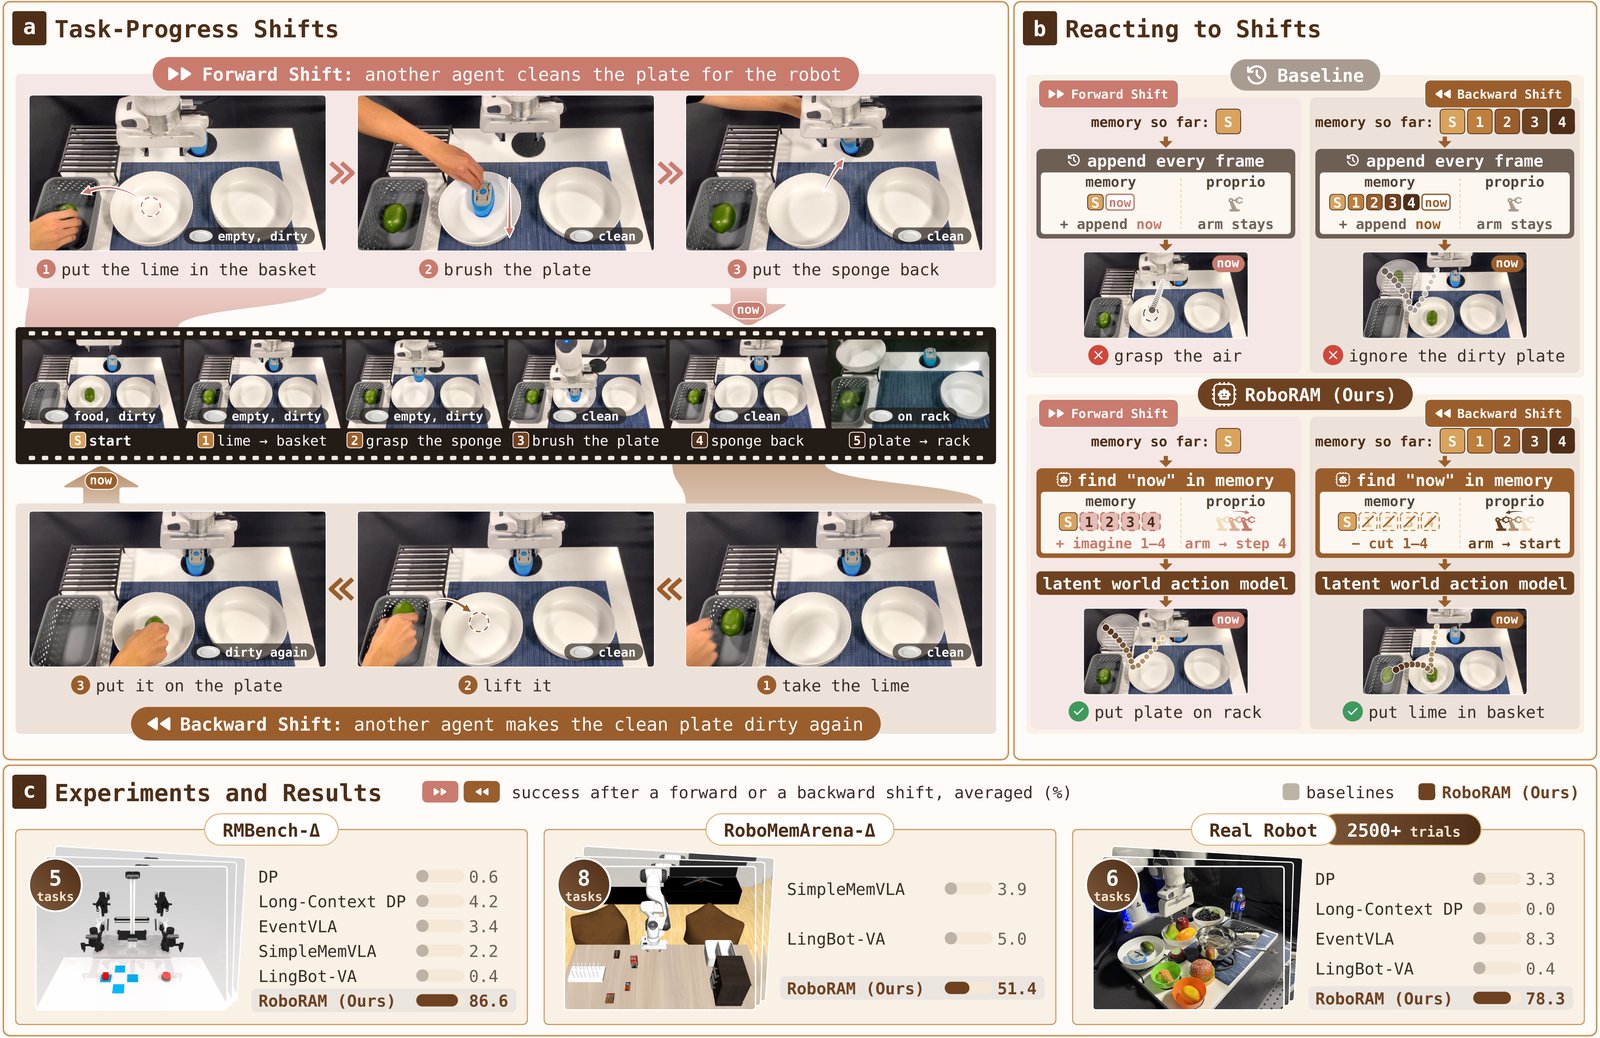 a Task-Progress Shifts
Forward Shift: another agent cleans the plate for the robot
empty, dirty
clean
clean
1 put the lime in the basket
2 brush the plate
3 put the sponge back
now
food, dirty
empty, dirty
empty, dirty
clean
clean
on rack
S start
1 lime → basket
2 grasp the sponge
3 brush the plate
4 sponge back
5 plate → rack
now
dirty again
clean
clean
3 put it on the plate
2 lift it
1 take the lime
Backward Shift: another agent makes the clean plate dirty again
b Reacting to Shifts
Baseline
Forward Shift
memory so far: S
append every frame
memory
proprio
S now
+ append now
arm stays
now
grasp the air
Backward Shift
memory so far: S 1 2 3 4
append every frame
memory
proprio
S 1 2 3 4 now
+ append now
arm stays
now
ignore the dirty plate
RoboRAM (Ours)
Forward Shift
memory so far: S
find "now" in memory
memory
proprio
S 1 2 3 4
+ imagine 1–4
arm → step 4
latent world action model
now
put plate on rack
Backward Shift
memory so far: S 1 2 3 4
find "now" in memory
memory
proprio
S
– cut 1–4
arm → start
latent world action model
now
put lime in basket
c Experiments and Results
success after a forward or a backward shift, averaged (%)
baselines
RoboRAM (Ours)
RMBench-Δ
5 tasks
DP 0.6
Long-Context DP 4.2
EventVLA 3.4
SimpleMemVLA 2.2
LingBot-VA 0.4
RoboRAM (Ours) 86.6
RoboMemArena-Δ
8 tasks
SimpleMemVLA 3.9
LingBot-VA 5.0
RoboRAM (Ours) 51.4
Real Robot 2500+ trials
6 tasks
DP 3.3
Long-Context DP 0.0
EventVLA 8.3
LingBot-VA 0.4
RoboRAM (Ours) 78.3